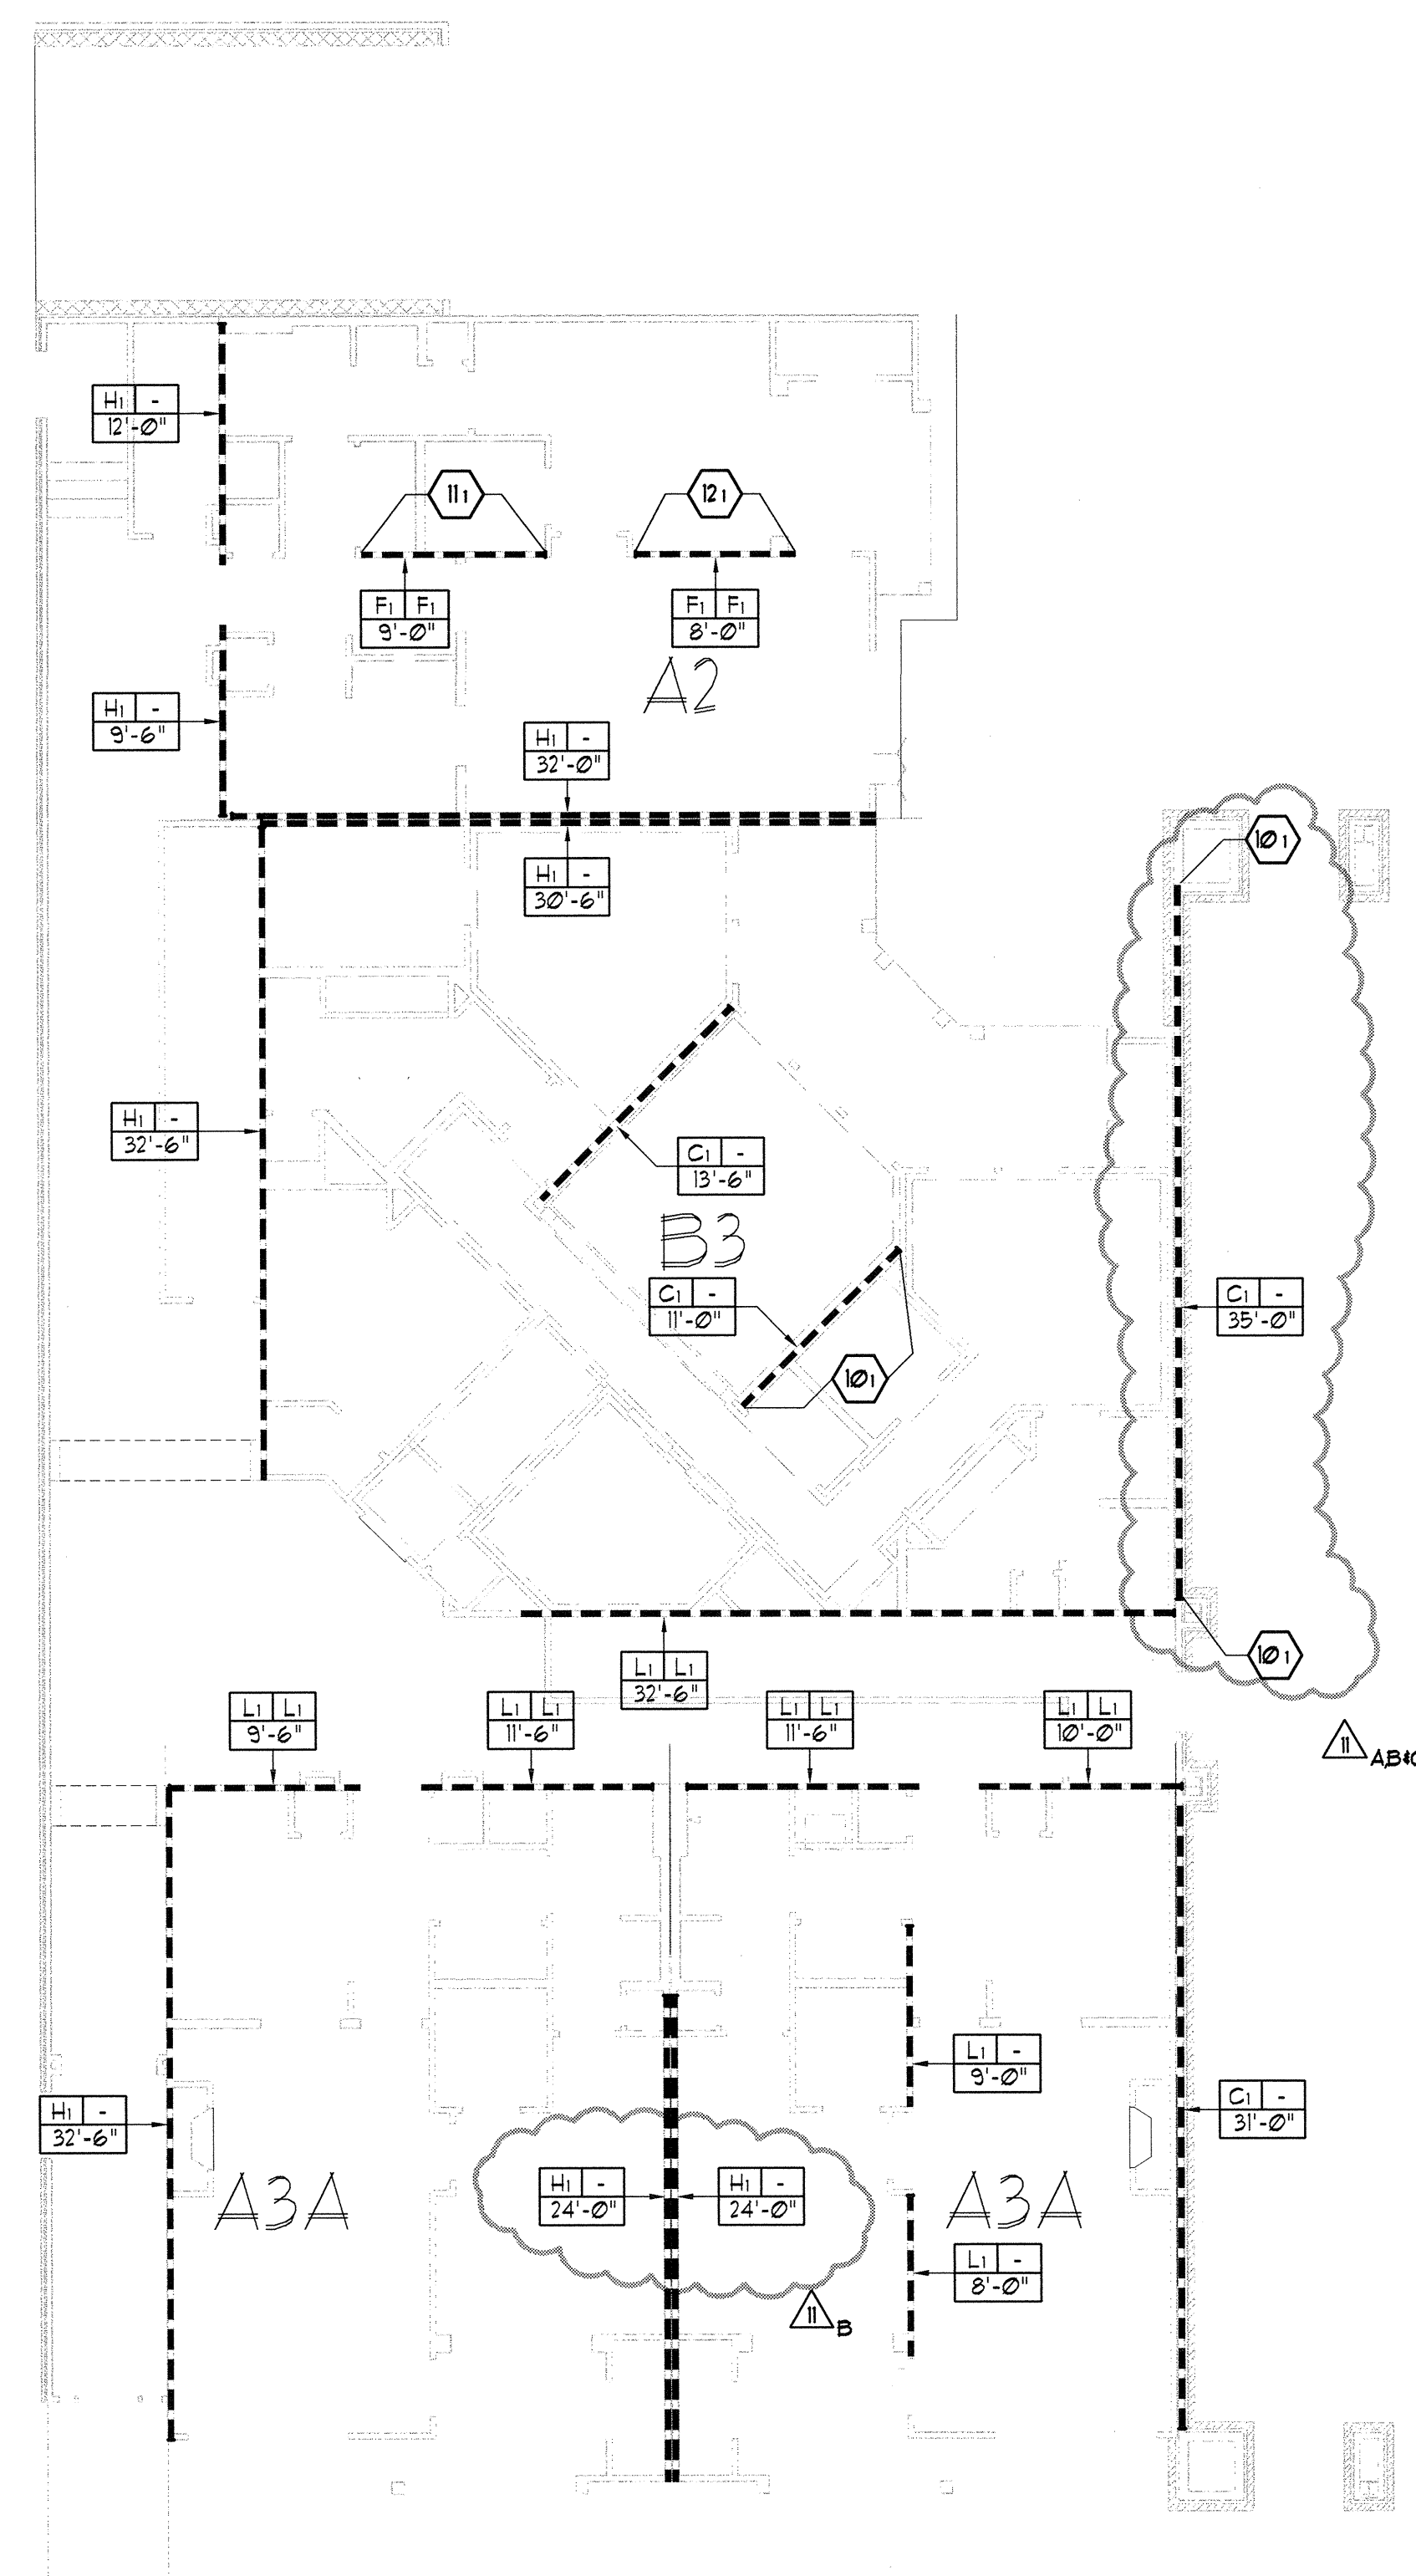 H1 -
12'-0"
11 1
12 1
F1 F1
9'-0"
F1 F1
8'-0"
A2
H1 -
9'-6"
H1 -
32'-0"
10 1
H1 -
30'-6"
H1 -
32'-6"
C1 -
13'-6"
B3
C1 -
11'-0"
C1 -
35'-0"
10 1
L1 L1
32'-6"
10 1
L1 L1
9'-6"
L1 L1
11'-6"
L1 L1
11'-6"
L1 L1
10'-0"
11 A,B&
L1 -
9'-0"
H1 -
32'-6"
C1 -
31'-0"
A3A
H1 -
24'-0"
H1 -
24'-0"
A3A
L1 -
8'-0"
11 B